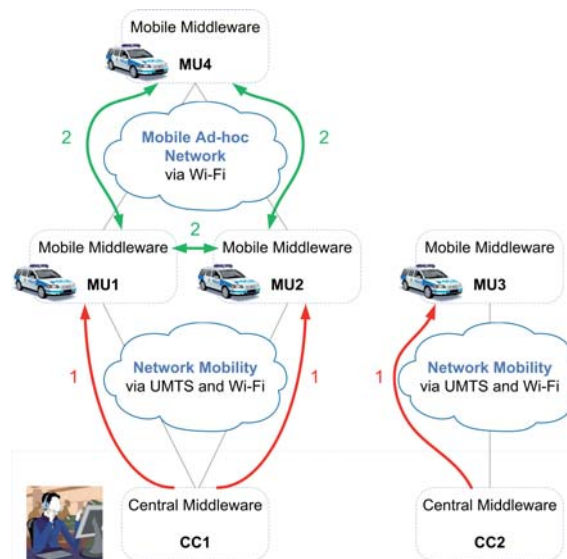 Mobile Middleware
MU4
2
2
Mobile Ad-hoc
Network
via Wi-Fi
2
Mobile Middleware
MU1
Mobile Middleware
MU2
Mobile Middleware
MU3
1
1
1
Network Mobility
via UMTS and Wi-Fi
Network Mobility
via UMTS and Wi-Fi
Central Middleware
CC1
Central Middleware
CC2